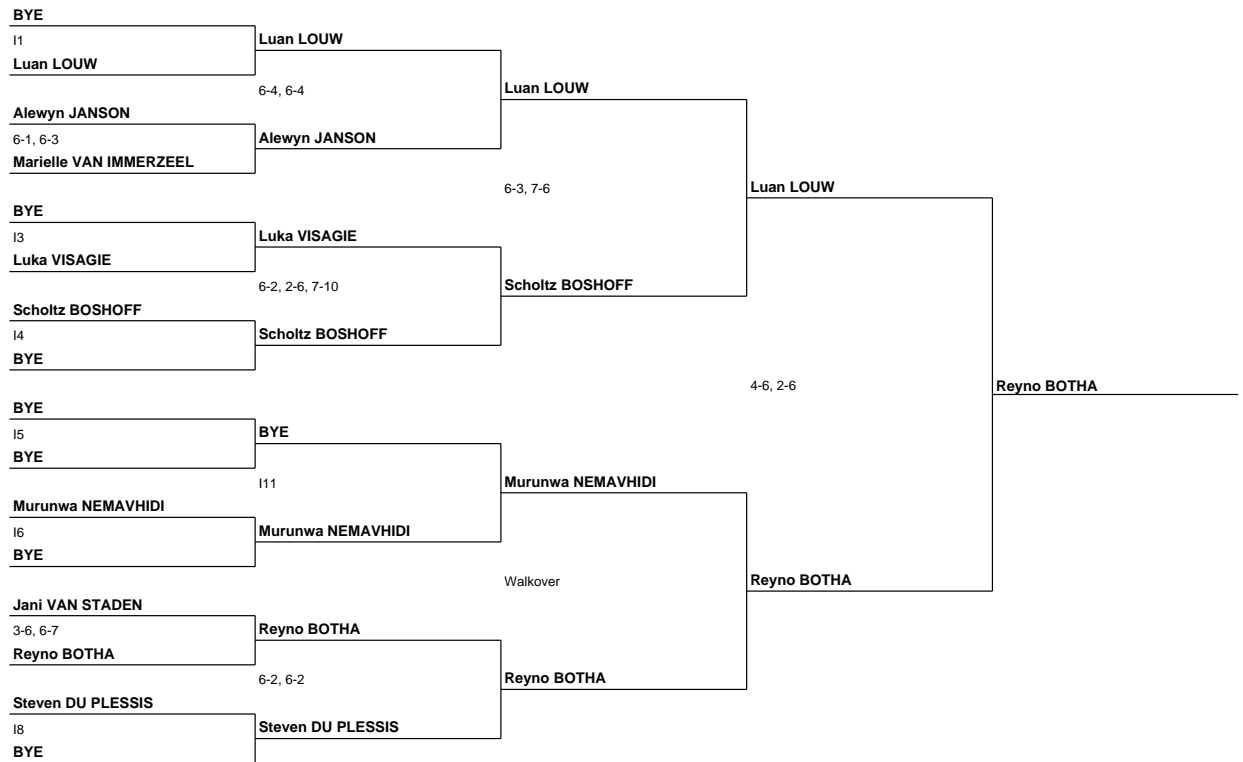 BYE
I1
Luan LOUW
Luan LOUW
6-4, 6-4
Luan LOUW
Alewyn JANSON
6-1, 6-3
Alewyn JANSON
Marielle VAN IMMERZEEL
6-3, 7-6
Luan LOUW
BYE
I3
Luka VISAGIE
Luka VISAGIE
6-2, 2-6, 7-10
Scholtz BOSHOFF
Scholtz BOSHOFF
I4
Scholtz BOSHOFF
BYE
4-6, 2-6
Reyno BOTHA
BYE
I5
BYE
BYE
I11
Murunwa NEMAVHIDI
Murunwa NEMAVHIDI
I6
Murunwa NEMAVHIDI
BYE
Walkover
Reyno BOTHA
Jani VAN STADEN
3-6, 6-7
Reyno BOTHA
Reyno BOTHA
6-2, 6-2
Reyno BOTHA
Steven DU PLESSIS
I8
Steven DU PLESSIS
BYE